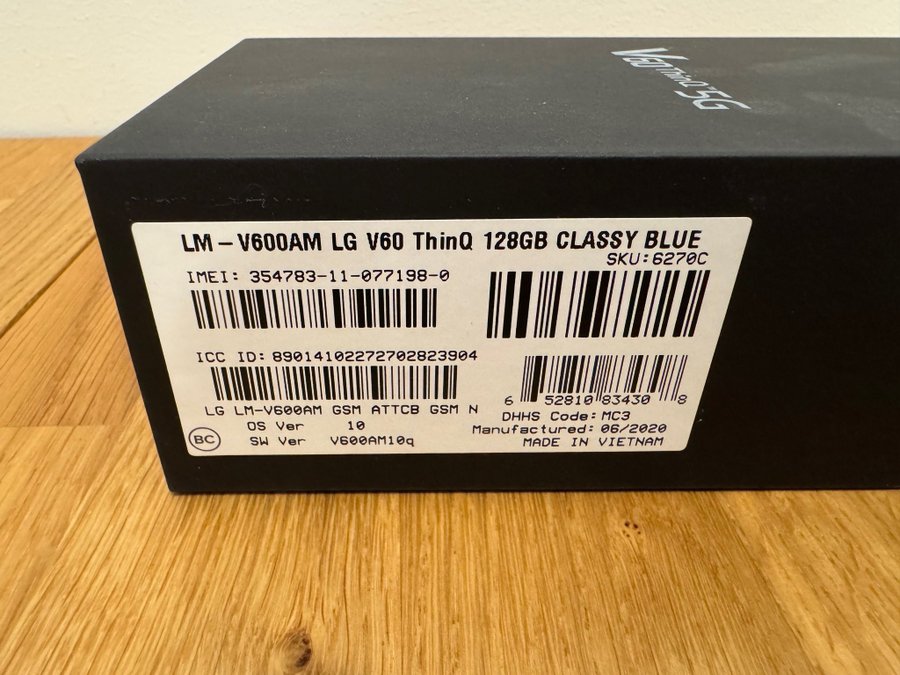 V60 ThinQ 5G
LM-V600AM LG V60 ThinQ 128GB CLASSY BLUE
SKU:6270C
IMEI: 354783-11-077198-0
ICC ID: 89014102272702823904
6 52810 83430 8
LG LM-V600AM GSM ATTCB GSM N
DHHS Code: MC3
OS Ver 10
Manufactured: 06/2020
BC
SW Ver V600AM10q
MADE IN VIETNAM